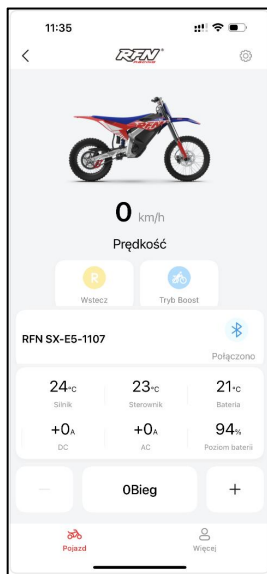 11:35
RFN
0 km/h
Prędkość
R
Wstecz
Tryb Boost
RFN SX-E5-1107
Połączono
24°C
23°C
21°C
Silnik
Sterownik
Bateria
+0A
+0A
94%
DC
AC
Poziom baterii
− 0Bieg +
Pojazd
Więcej